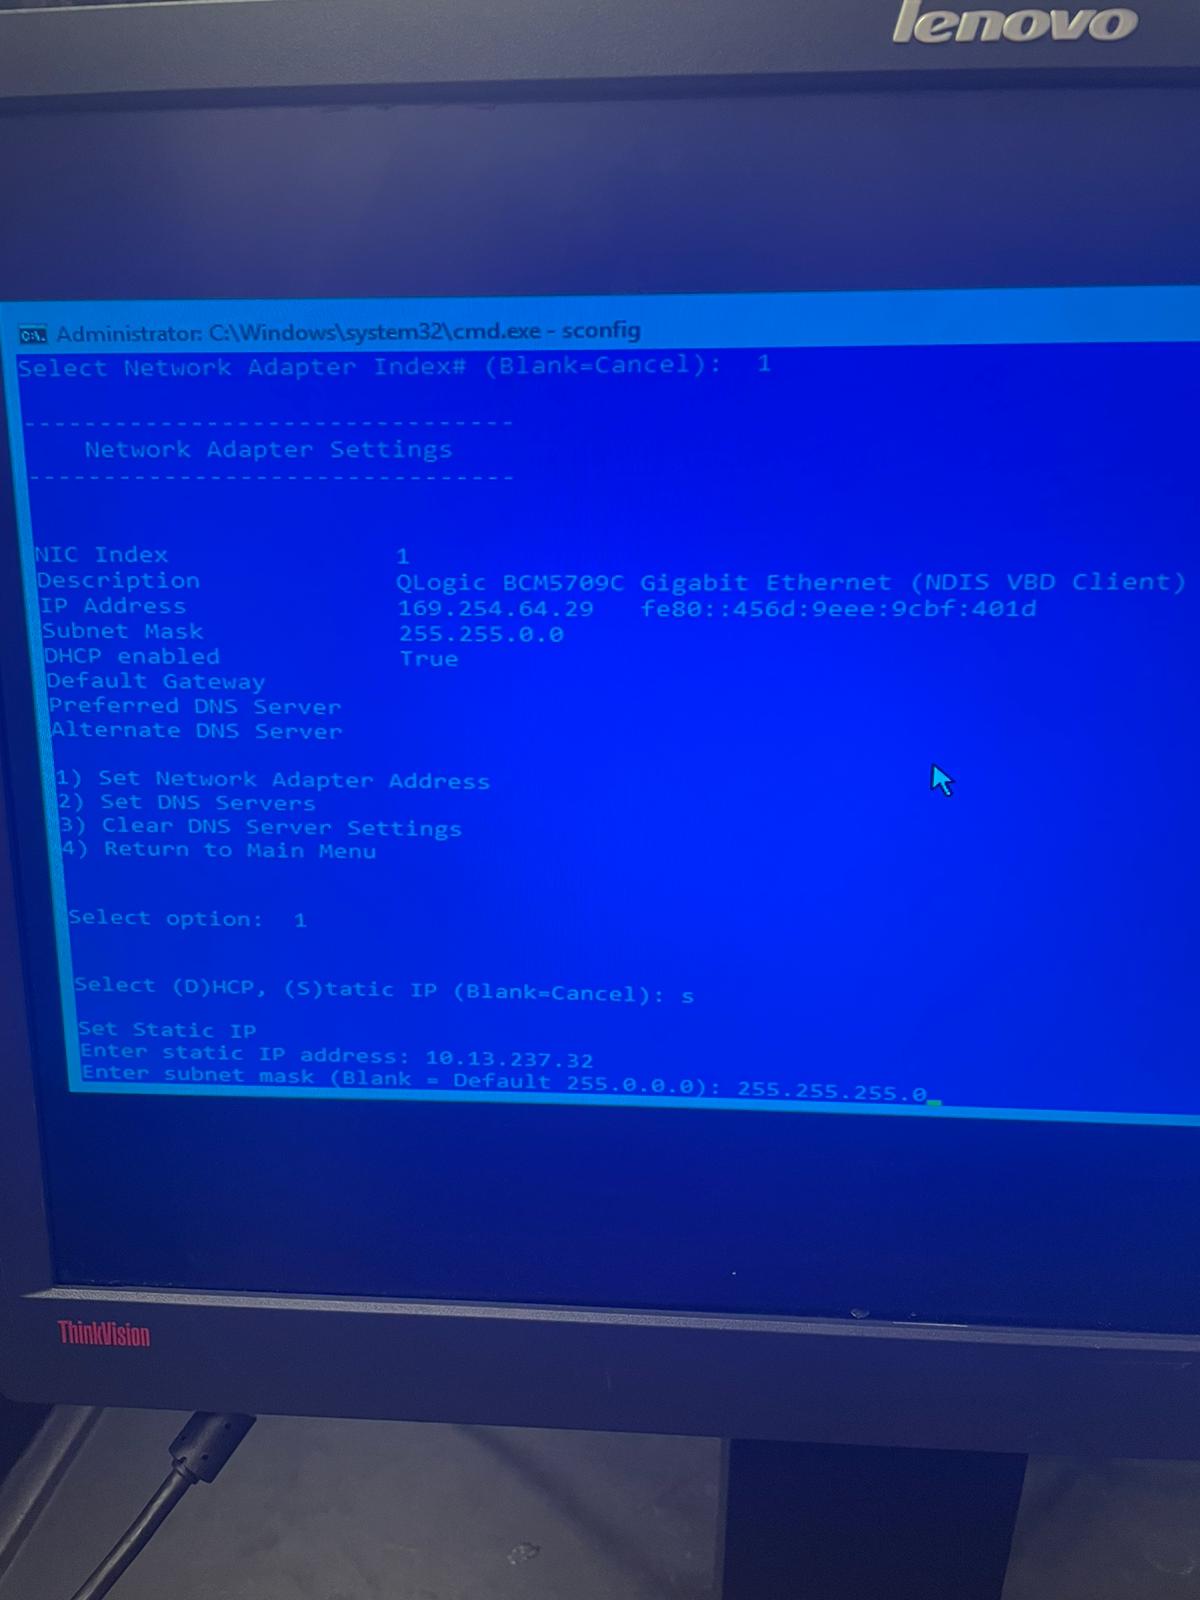 lenovo
Administrator: C:\Windows\system32\cmd.exe - sconfig
Select Network Adapter Index# (Blank=Cancel):  1
--------------------------------
Network Adapter Settings
--------------------------------
NIC Index 1
Description QLogic BCM5709C Gigabit Ethernet (NDIS VBD Client)
IP Address 169.254.64.29 fe80::456d:9eee:9cbf:401d
Subnet Mask 255.255.0.0
DHCP enabled True
Default Gateway
Preferred DNS Server
Alternate DNS Server
1) Set Network Adapter Address
2) Set DNS Servers
3) Clear DNS Server Settings
4) Return to Main Menu
Select option:  1
Select (D)HCP, (S)tatic IP (Blank=Cancel): s
Set Static IP
Enter static IP address: 10.13.237.32
Enter subnet mask (Blank = Default 255.0.0.0): 255.255.255.0_
ThinkVision